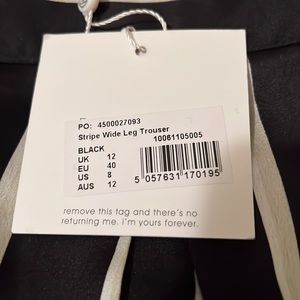 PO: 4500027093
Stripe Wide Leg Trouser
10061105005
BLACK
UK 12
EU 40
US 8
AUS 12
5 057631 170195
remove this tag and there's no
returning me. i'm yours forever.